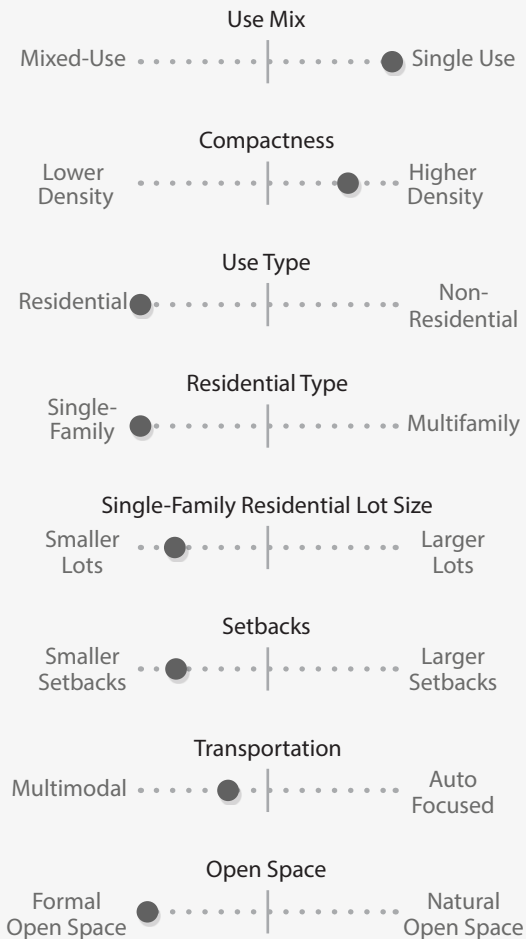 Use Mix
Mixed-Use
Single Use
Compactness
Lower
Density
Higher
Density
Use Type
Residential
Non-
Residential
Residential Type
Single-
Family
Multifamily
Single-Family Residential Lot Size
Smaller
Lots
Larger
Lots
Setbacks
Smaller
Setbacks
Larger
Setbacks
Transportation
Multimodal
Auto
Focused
Open Space
Formal
Open Space
Natural
Open Space